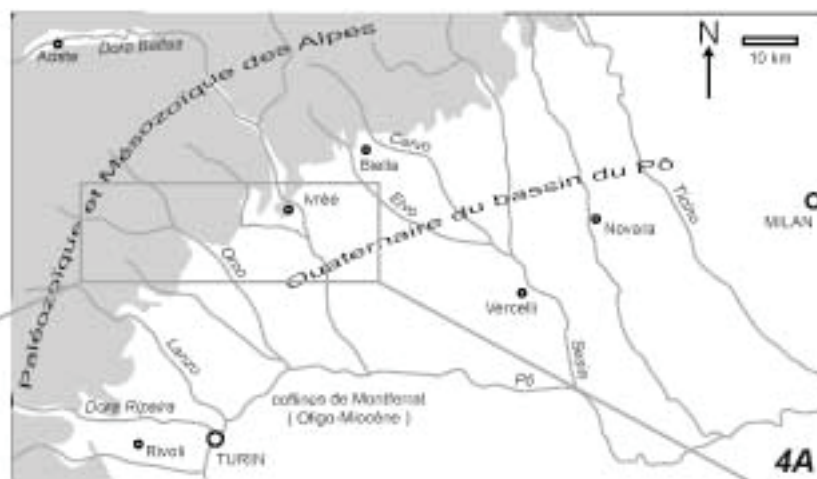 Aoste
Dora Baltea
Paléozoïque et Mésozoïque des Alpes
N
10 km
Biella
Cervo
Elvo
Ivrée
Quaternaire du bassin du Pô
Novara
Ticino
MILAN
Orco
Vercelli
Lanzo
Sesia
Pô
collines de Montferrat
( Oligo-Miocène )
Dora Riparia
Rivoli
TURIN
4A